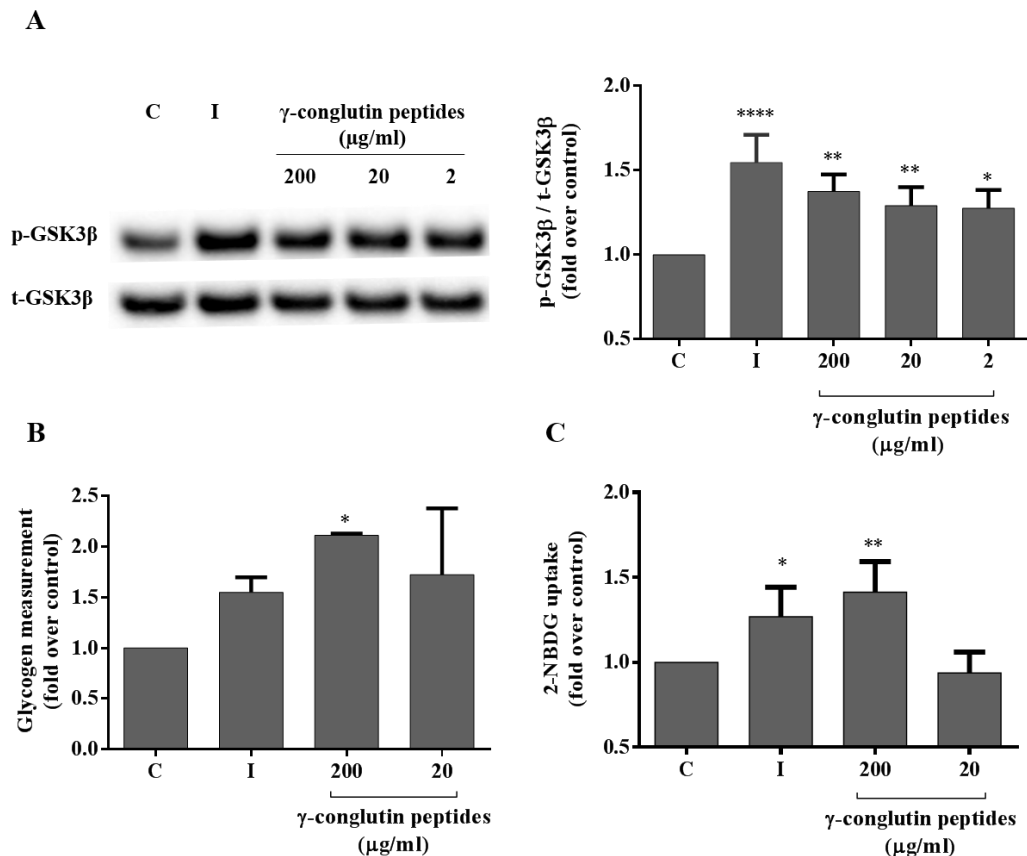 A
C I γ-conglutin peptides
(μg/ml)
200 20 2
p-GSK3β
t-GSK3β
p-GSK3β / t-GSK3β
(fold over control)
2.0
1.5
1.0
0.5
****
**
**
*
C I 200 20 2
γ-conglutin peptides
(μg/ml)
B
Glycogen measurement
(fold over control)
2.5
2.0
1.5
1.0
0.5
0.0
*
C I 200 20
γ-conglutin peptides
(μg/ml)
C
2-NBDG uptake
(fold over control)
2.0
1.5
1.0
0.5
*
**
C I 200 20
γ-conglutin peptides
(μg/ml)